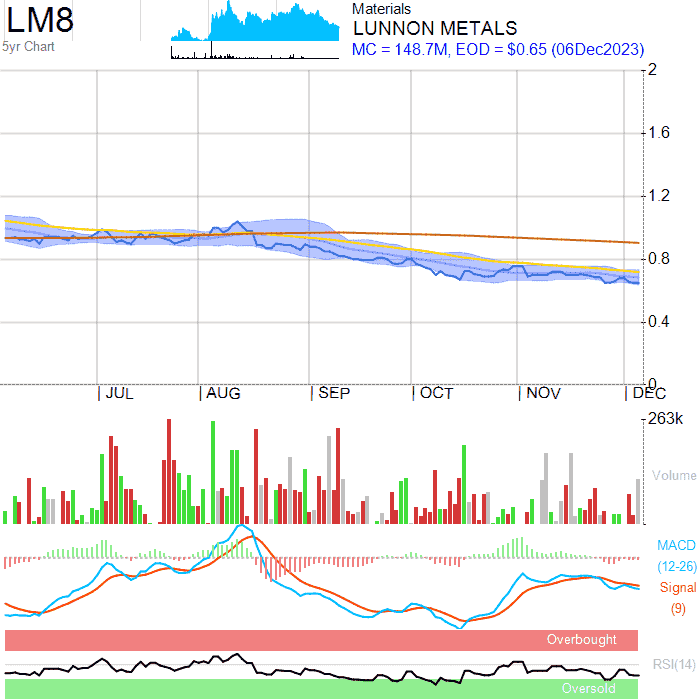 LM8
5yr Chart
Materials
LUNNON METALS
MC = 148.7M, EOD = $0.65 (06Dec2023)
2
1.6
1.2
0.8
0.4
0
JUL AUG SEP OCT NOV DEC
263k
Volume
MACD
(12-26)
Signal
(9)
Overbought
RSI(14)
Oversold